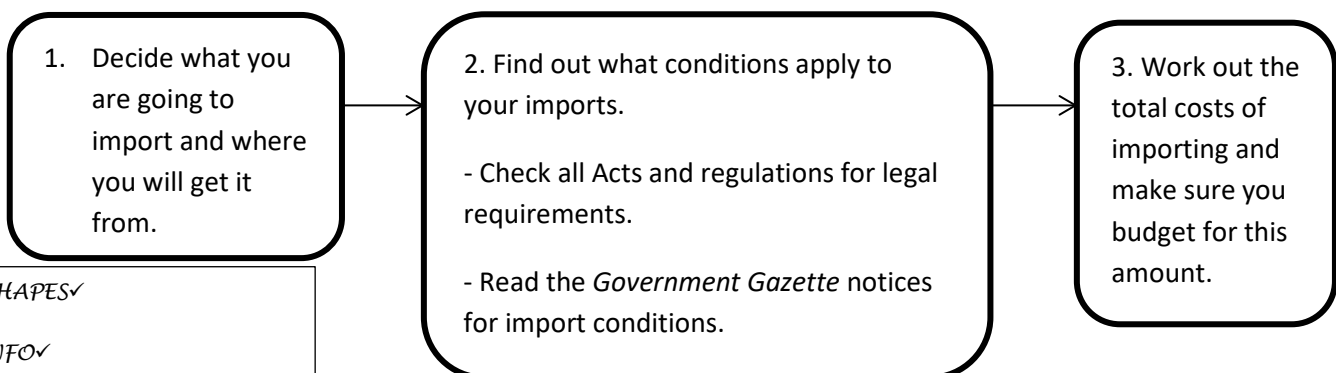 1. Decide what you
are going to
import and where
you will get it
from.
2. Find out what conditions apply to
your imports.
- Check all Acts and regulations for legal
requirements.
- Read the Government Gazette notices
for import conditions.
3. Work out the
total costs of
importing and
make sure you
budget for this
amount.
HAPES✓